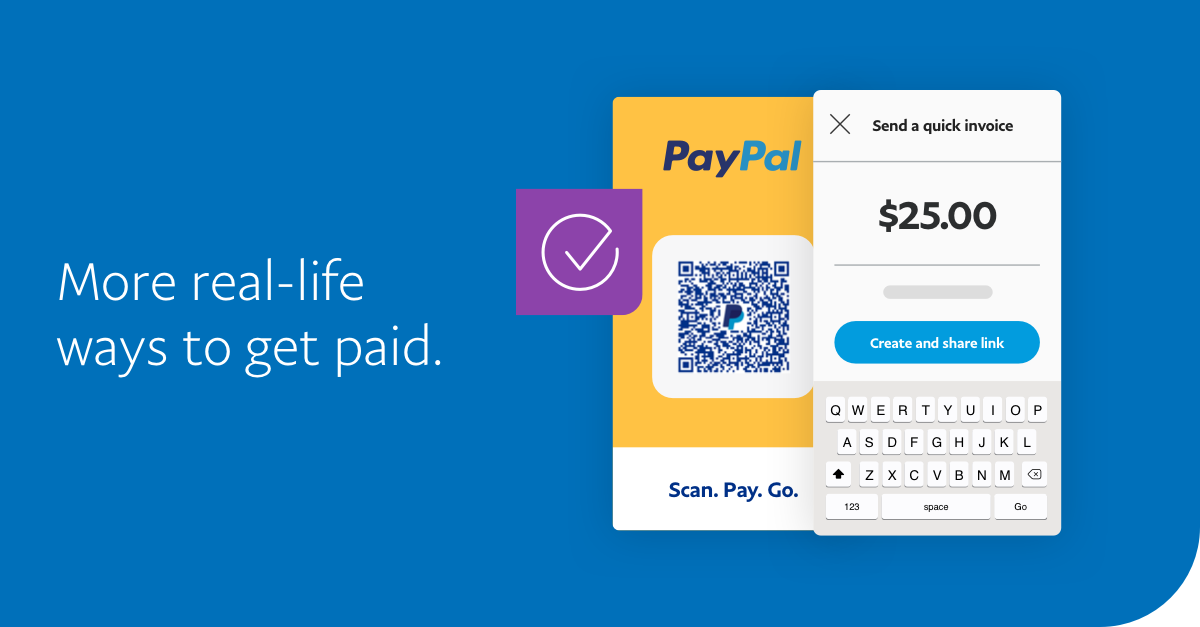 More real-life
ways to get paid.
PayPal
Scan. Pay. Go.
Send a quick invoice
$25.00
Create and share link
Q W E R T Y U I O P
A S D F G H J K L
Z X C V B N M
123 space Go